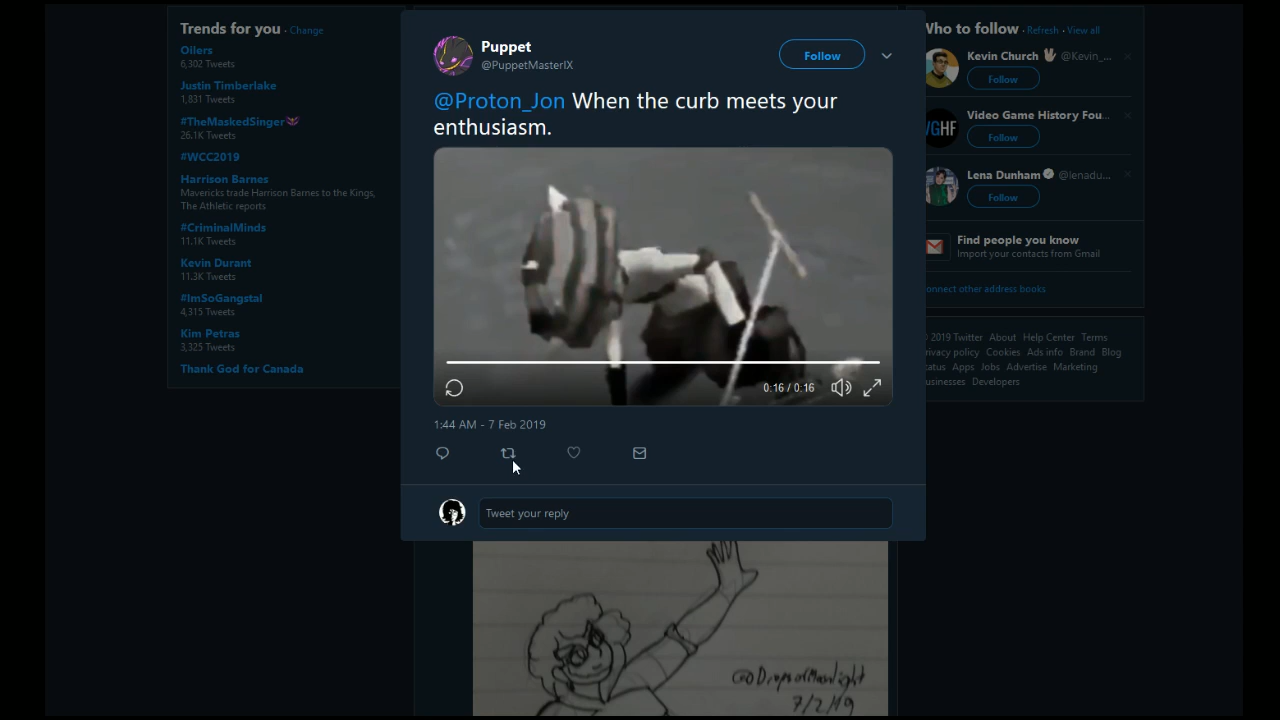 Trends for you · Change
Oilers
6,302 Tweets
Justin Timberlake
1,831 Tweets
#TheMaskedSinger
26.1K Tweets
#WCC2019
Harrison Barnes
Mavericks trade Harrison Barnes to the Kings,
The Athletic reports
#CriminalMinds
11.1K Tweets
Kevin Durant
11.3K Tweets
#ImSoGangstal
4,315 Tweets
Kim Petras
3,325 Tweets
Thank God for Canada
Puppet
@PuppetMasterIX
Follow
@Proton_Jon When the curb meets your
enthusiasm.
0:16 / 0:16
1:44 AM - 7 Feb 2019
Tweet your reply
@DropsofMoonlight
7/2/19
Who to follow · Refresh · View all
Kevin Church @Kevin_...
Follow
Video Game History Fou...
VGHF
Follow
Lena Dunham @lenadu...
Follow
Find people you know
Import your contacts from Gmail
onnect other address books
2019 Twitter About Help Center Terms
rivacy policy Cookies Ads info Brand Blog
tatus Apps Jobs Advertise Marketing
usinesses Developers